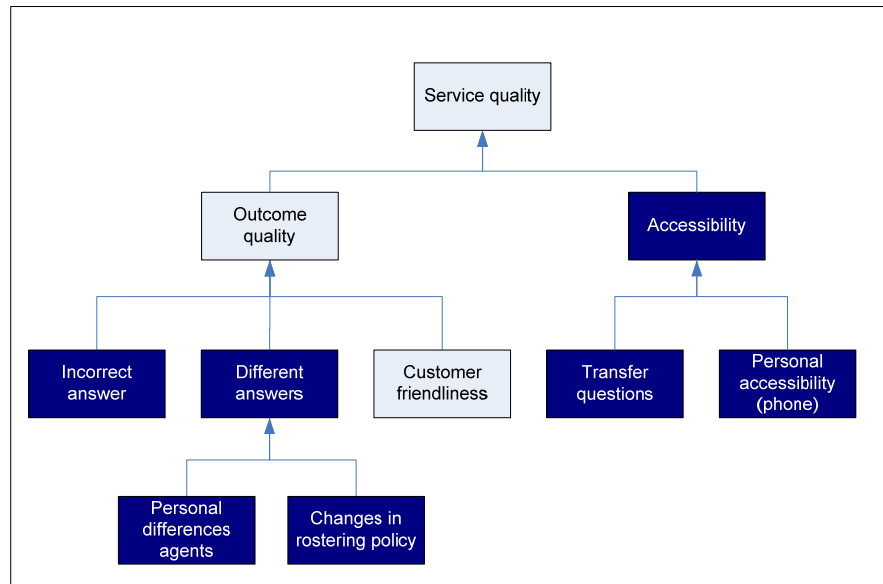 Service quality
Outcome
quality
Accessibility
Incorrect
answer
Different
answers
Customer
friendliness
Transfer
questions
Personal
accessibility
(phone)
Personal
differences
agents
Changes in
rostering policy